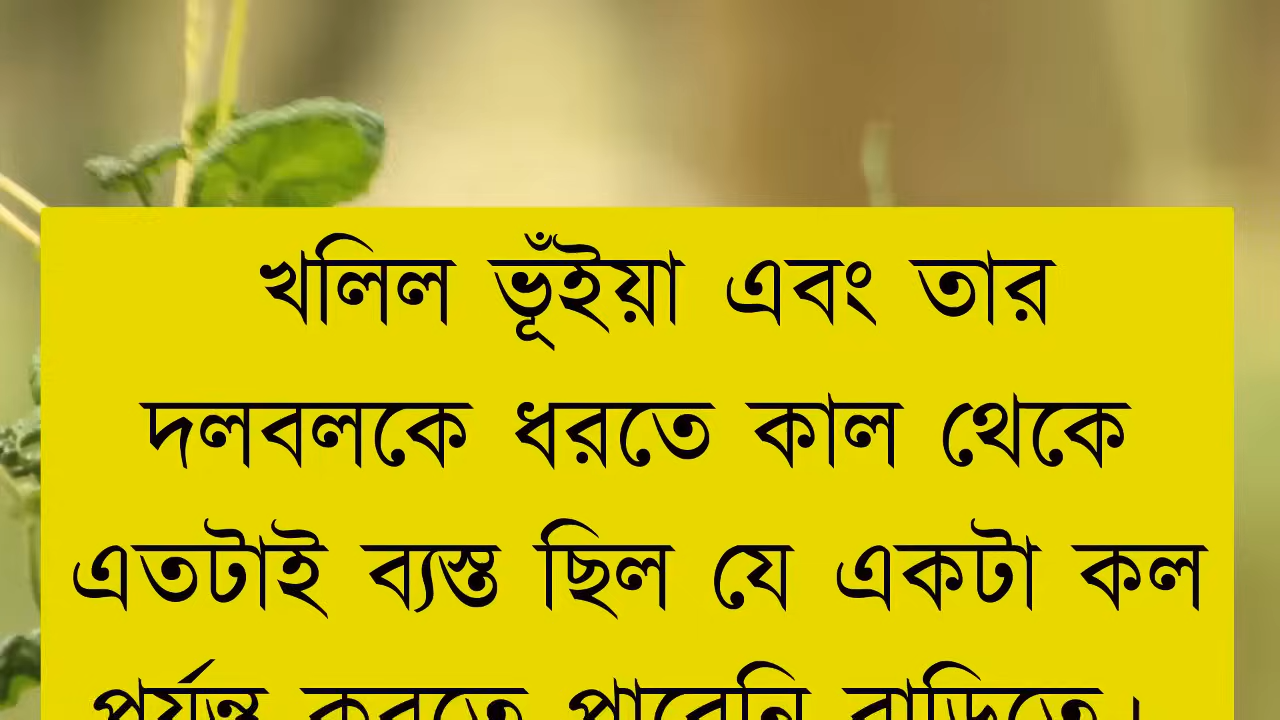 খলিল ভূঁইয়া এবং তার
দলবলকে ধরতে কাল থেকে
এতটাই ব্যস্ত ছিল যে একটা কল
পর্যন্ত করতে পারেনি বাড়িতে।